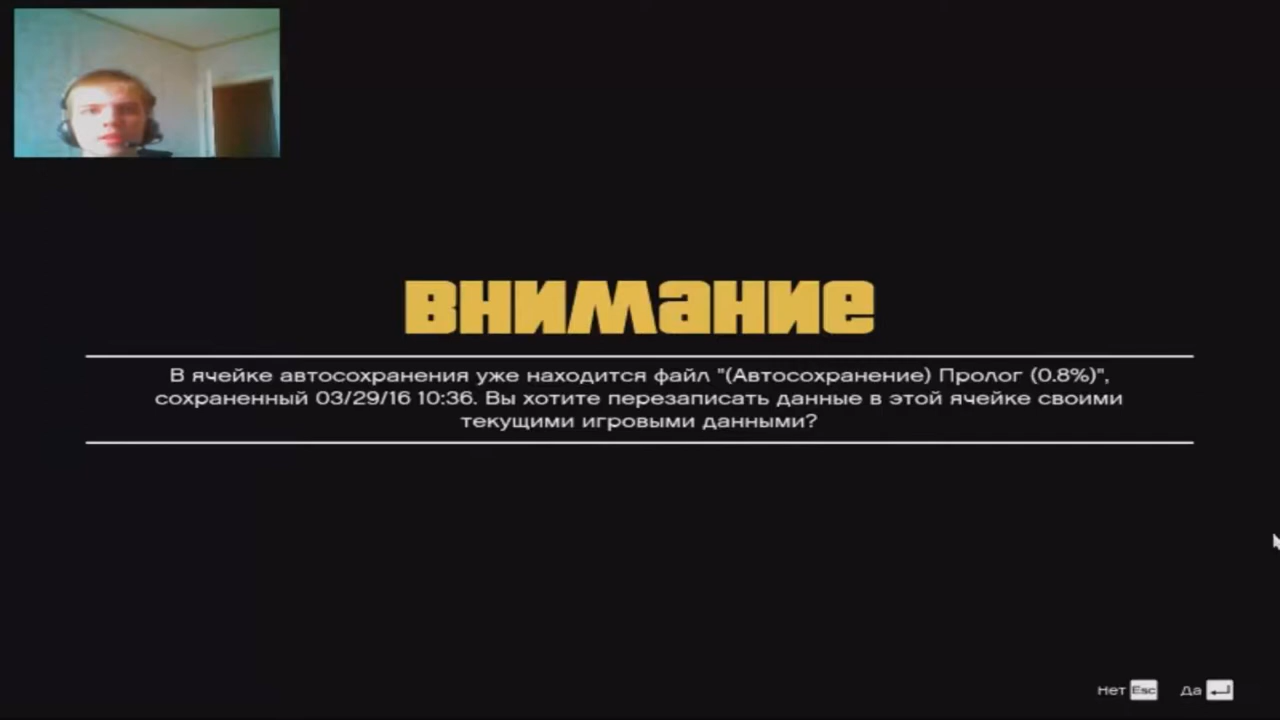 внимание
В ячейке автосохранения уже находится файл "(Автосохранение) Пролог (0.8%)",
сохраненный 03/29/16 10:36. Вы хотите перезаписать данные в этой ячейке своими
текущими игровыми данными?
Нет Esc Да